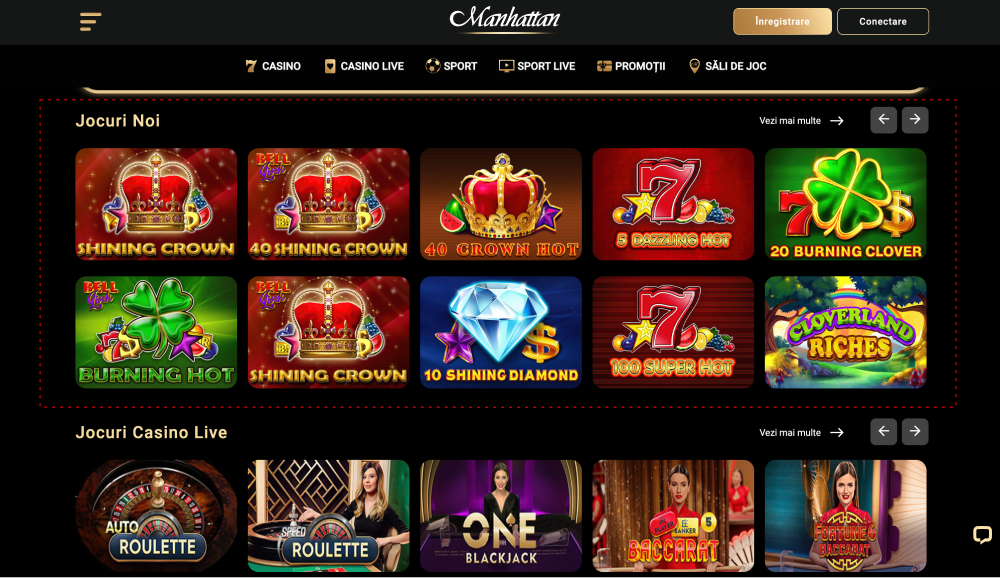 Manhattan
Înregistrare
Conectare
CASINO
CASINO LIVE
SPORT
SPORT LIVE
PROMOȚII
SĂLI DE JOC
Jocuri Noi
Vezi mai multe
SHINING CROWN
BELL Link
40 SHINING CROWN
40 CROWN HOT
5 DAZZLING HOT
20 BURNING CLOVER
BELL Link
BURNING HOT
BELL Link
SHINING CROWN
10 SHINING DIAMOND
100 SUPER HOT
CLOVERLAND
RICHES
Jocuri Casino Live
Vezi mai multe
AUTO
ROULETTE
SPEED
ROULETTE
ONE
BLACKJACK
PLAYER
BANKER
5
BACCARAT
FORTUNE 6
BACCARAT